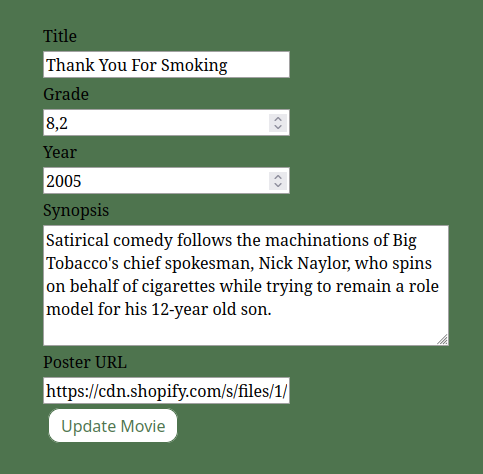 Title
Thank You For Smoking
Grade
8,2
Year
2005
Synopsis
Satirical comedy follows the machinations of Big
Tobacco's chief spokesman, Nick Naylor, who spins
on behalf of cigarettes while trying to remain a role
model for his 12-year old son.
Poster URL
https://cdn.shopify.com/s/files/1/
Update Movie